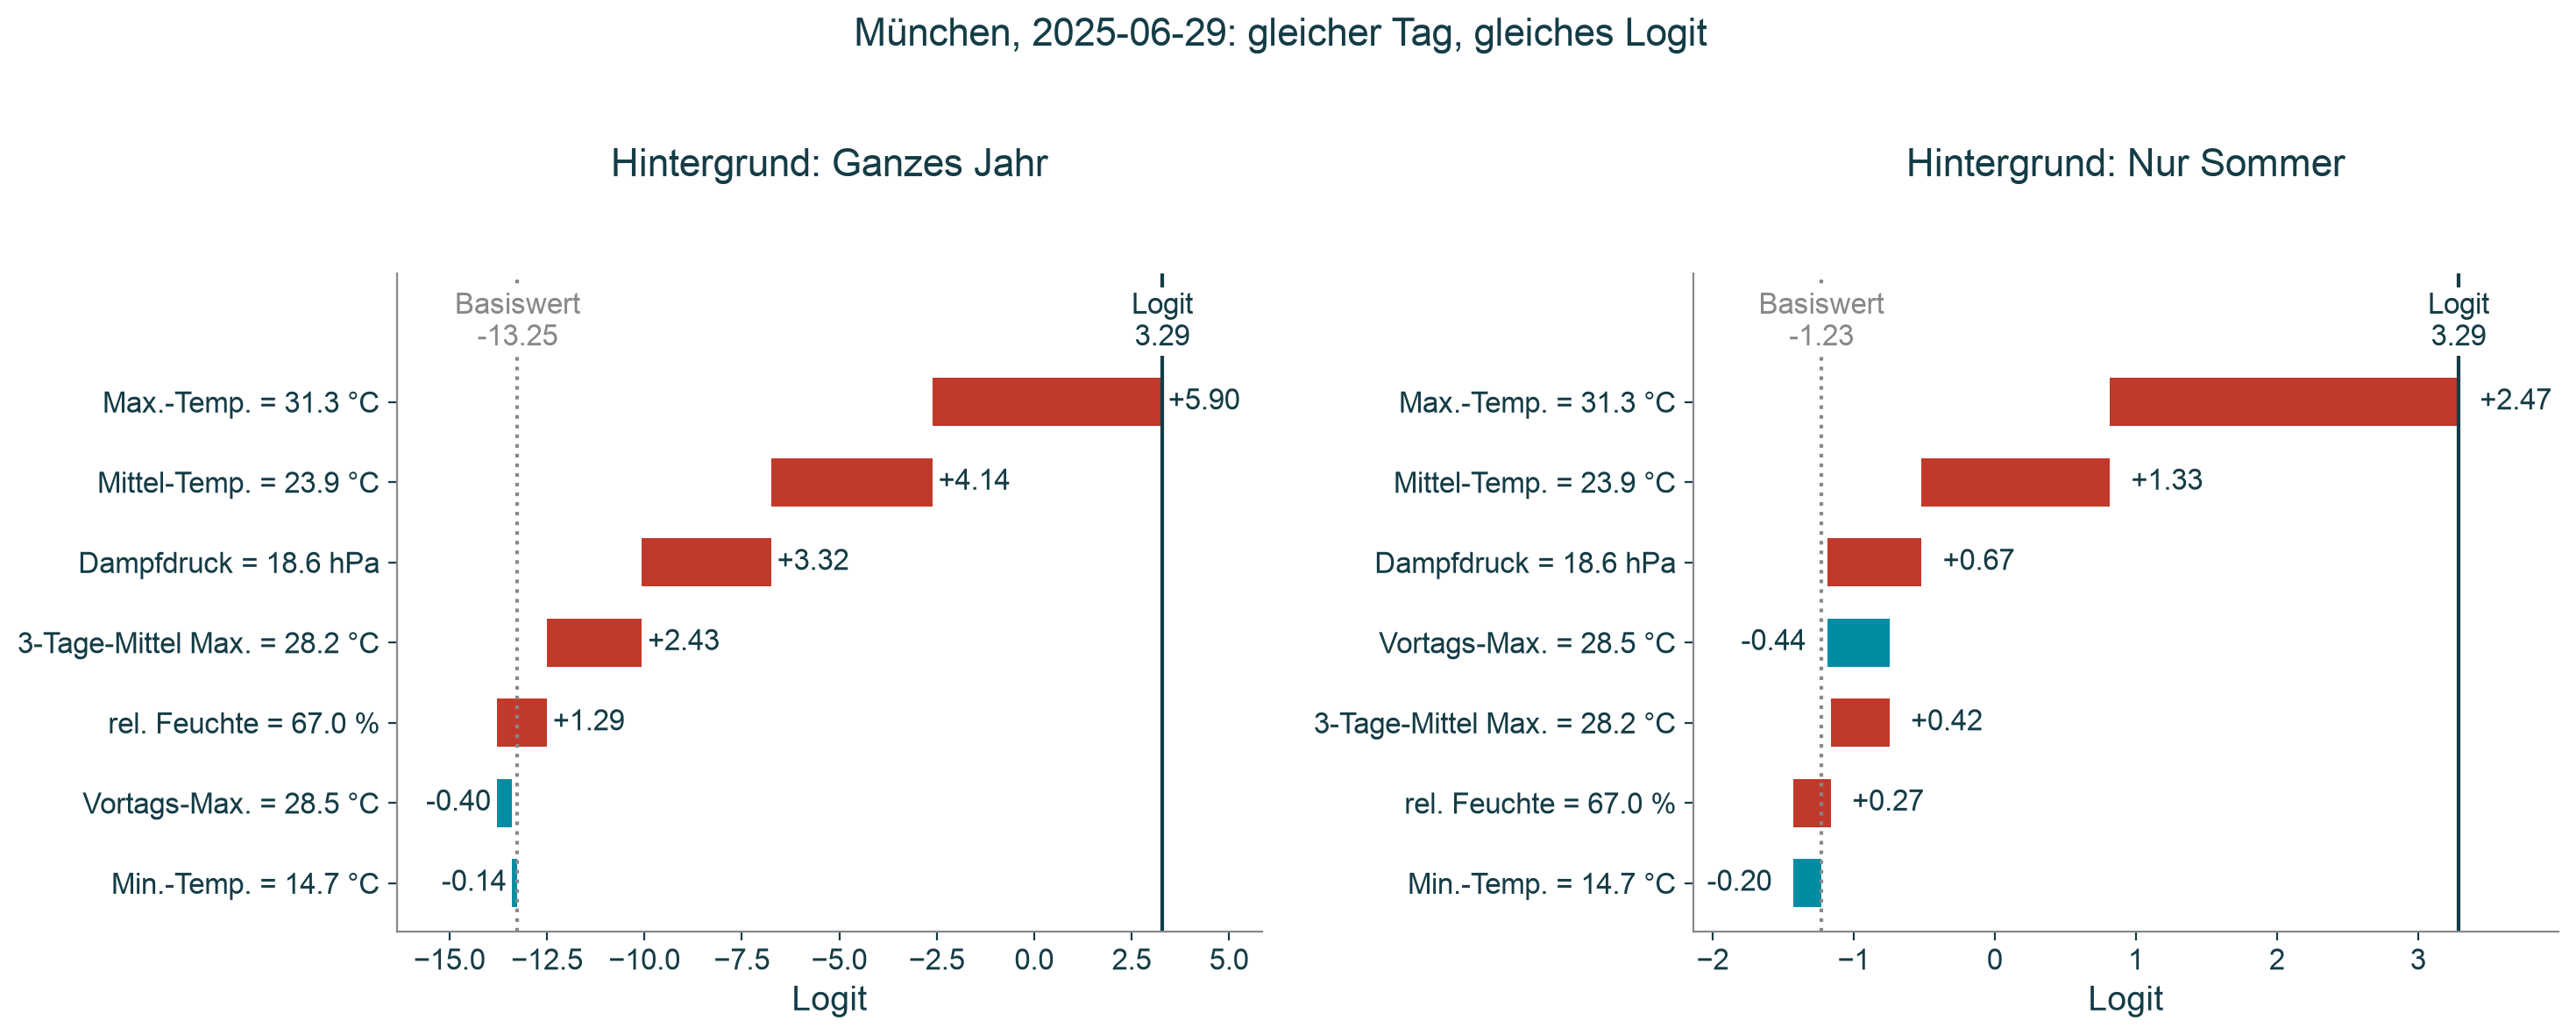 München, 2025-06-29: gleicher Tag, gleiches Logit
Hintergrund: Ganzes Jahr
Basiswert
-13.25
Logit
3.29
Max.-Temp. = 31.3 °C
+5.90
Mittel-Temp. = 23.9 °C
+4.14
Dampfdruck = 18.6 hPa
+3.32
3-Tage-Mittel Max. = 28.2 °C
+2.43
rel. Feuchte = 67.0 %
+1.29
Vortags-Max. = 28.5 °C
-0.40
Min.-Temp. = 14.7 °C
-0.14
−15.0 −12.5 −10.0 −7.5 −5.0 −2.5 0.0 2.5 5.0
Logit
Hintergrund: Nur Sommer
Basiswert
-1.23
Logit
3.29
Max.-Temp. = 31.3 °C
+2.47
Mittel-Temp. = 23.9 °C
+1.33
Dampfdruck = 18.6 hPa
+0.67
Vortags-Max. = 28.5 °C
-0.44
3-Tage-Mittel Max. = 28.2 °C
+0.42
rel. Feuchte = 67.0 %
+0.27
Min.-Temp. = 14.7 °C
-0.20
−2 −1 0 1 2 3
Logit